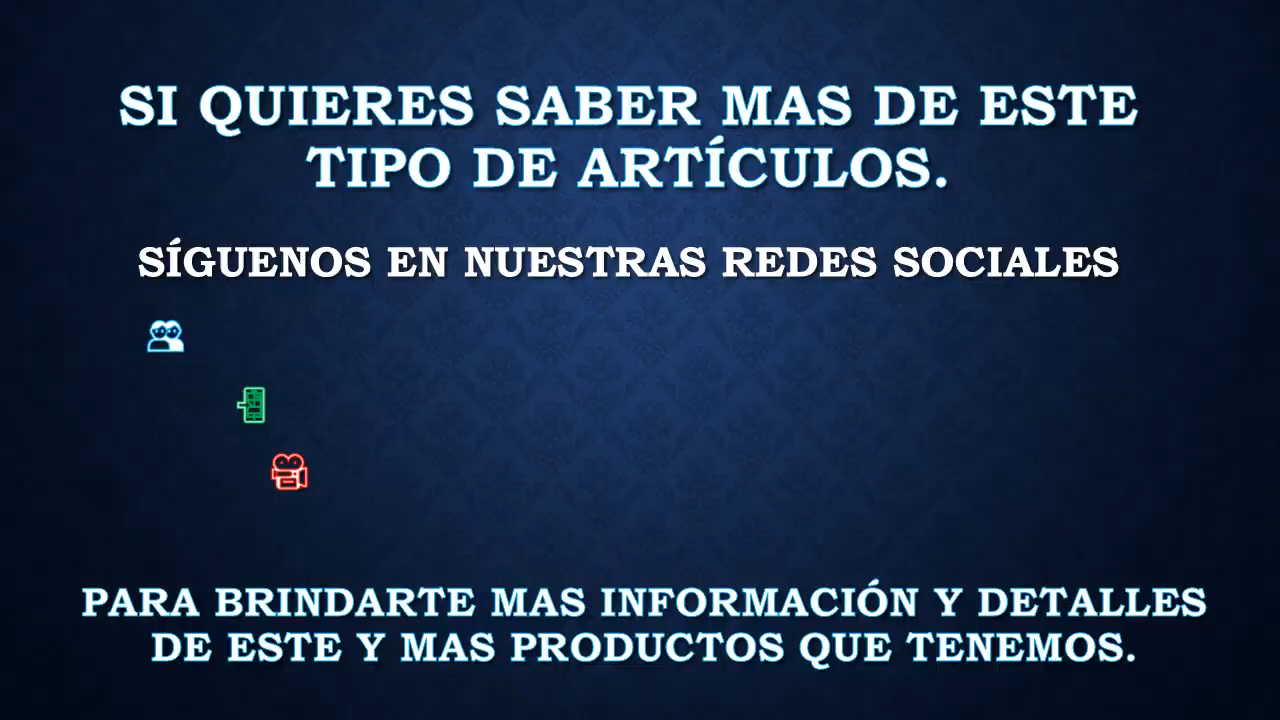 SI QUIERES SABER MAS DE ESTE
TIPO DE ARTÍCULOS.
SÍGUENOS EN NUESTRAS REDES SOCIALES
PARA BRINDARTE MAS INFORMACIÓN Y DETALLES
DE ESTE Y MAS PRODUCTOS QUE TENEMOS.